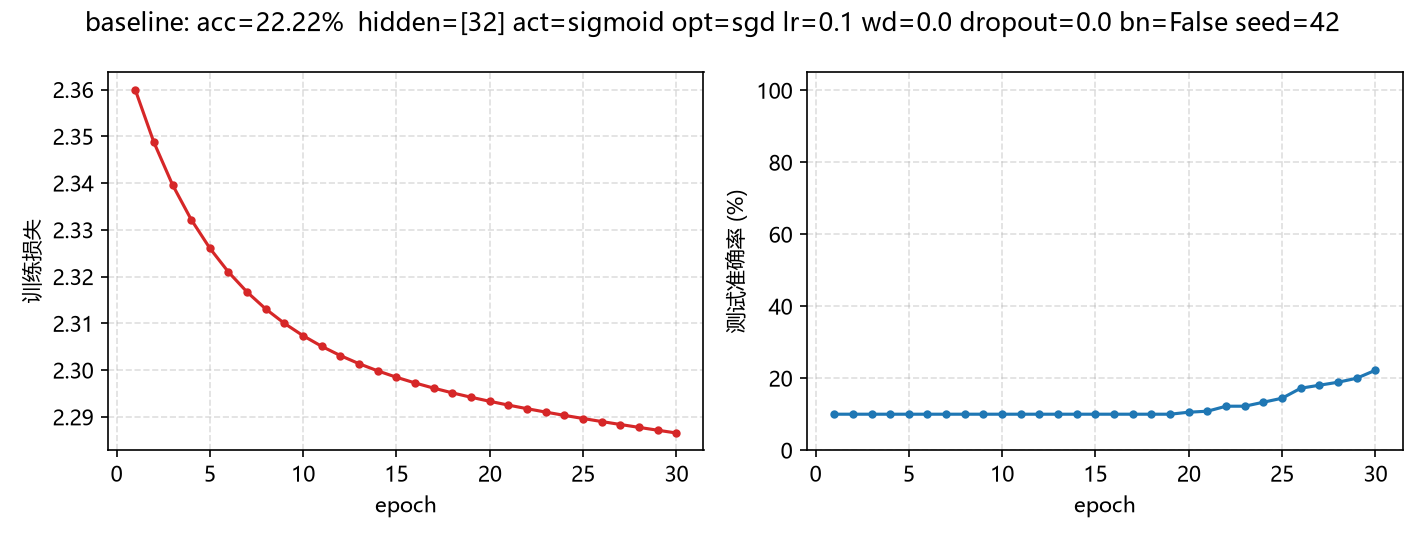 baseline: acc=22.22%  hidden=[32] act=sigmoid opt=sgd lr=0.1 wd=0.0 dropout=0.0 bn=False seed=42
训练损失
2.36
2.35
2.34
2.33
2.32
2.31
2.30
2.29
0 5 10 15 20 25 30
epoch
测试准确率 (%)
100
80
60
40
20
0
0 5 10 15 20 25 30
epoch